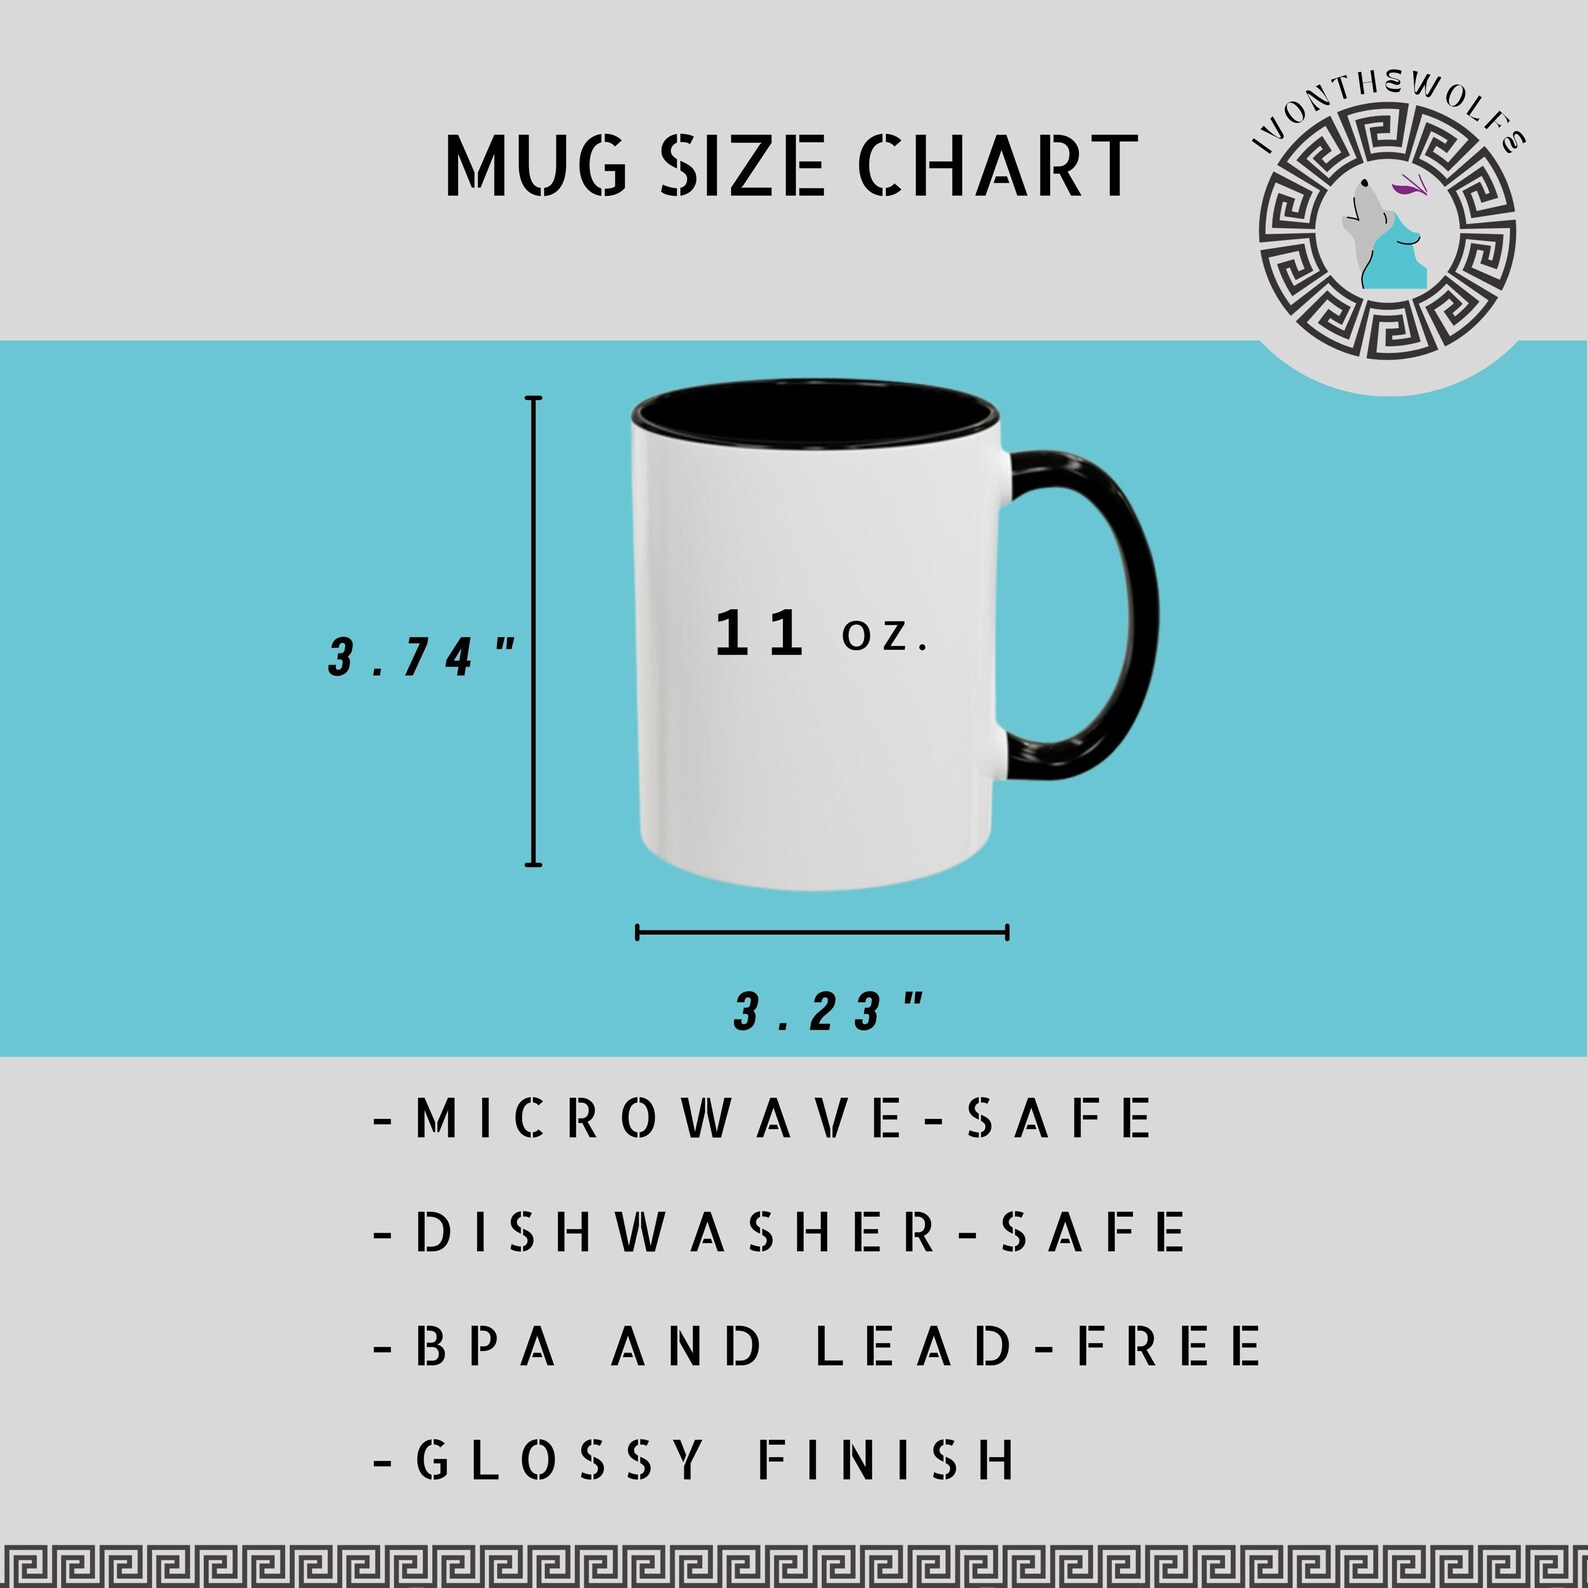 IVONTHEWOLFE
MUG SIZE CHART
11 oz.
3.74"
3.23"
-MICROWAVE-SAFE
-DISHWASHER-SAFE
-BPA AND LEAD-FREE
-GLOSSY FINISH